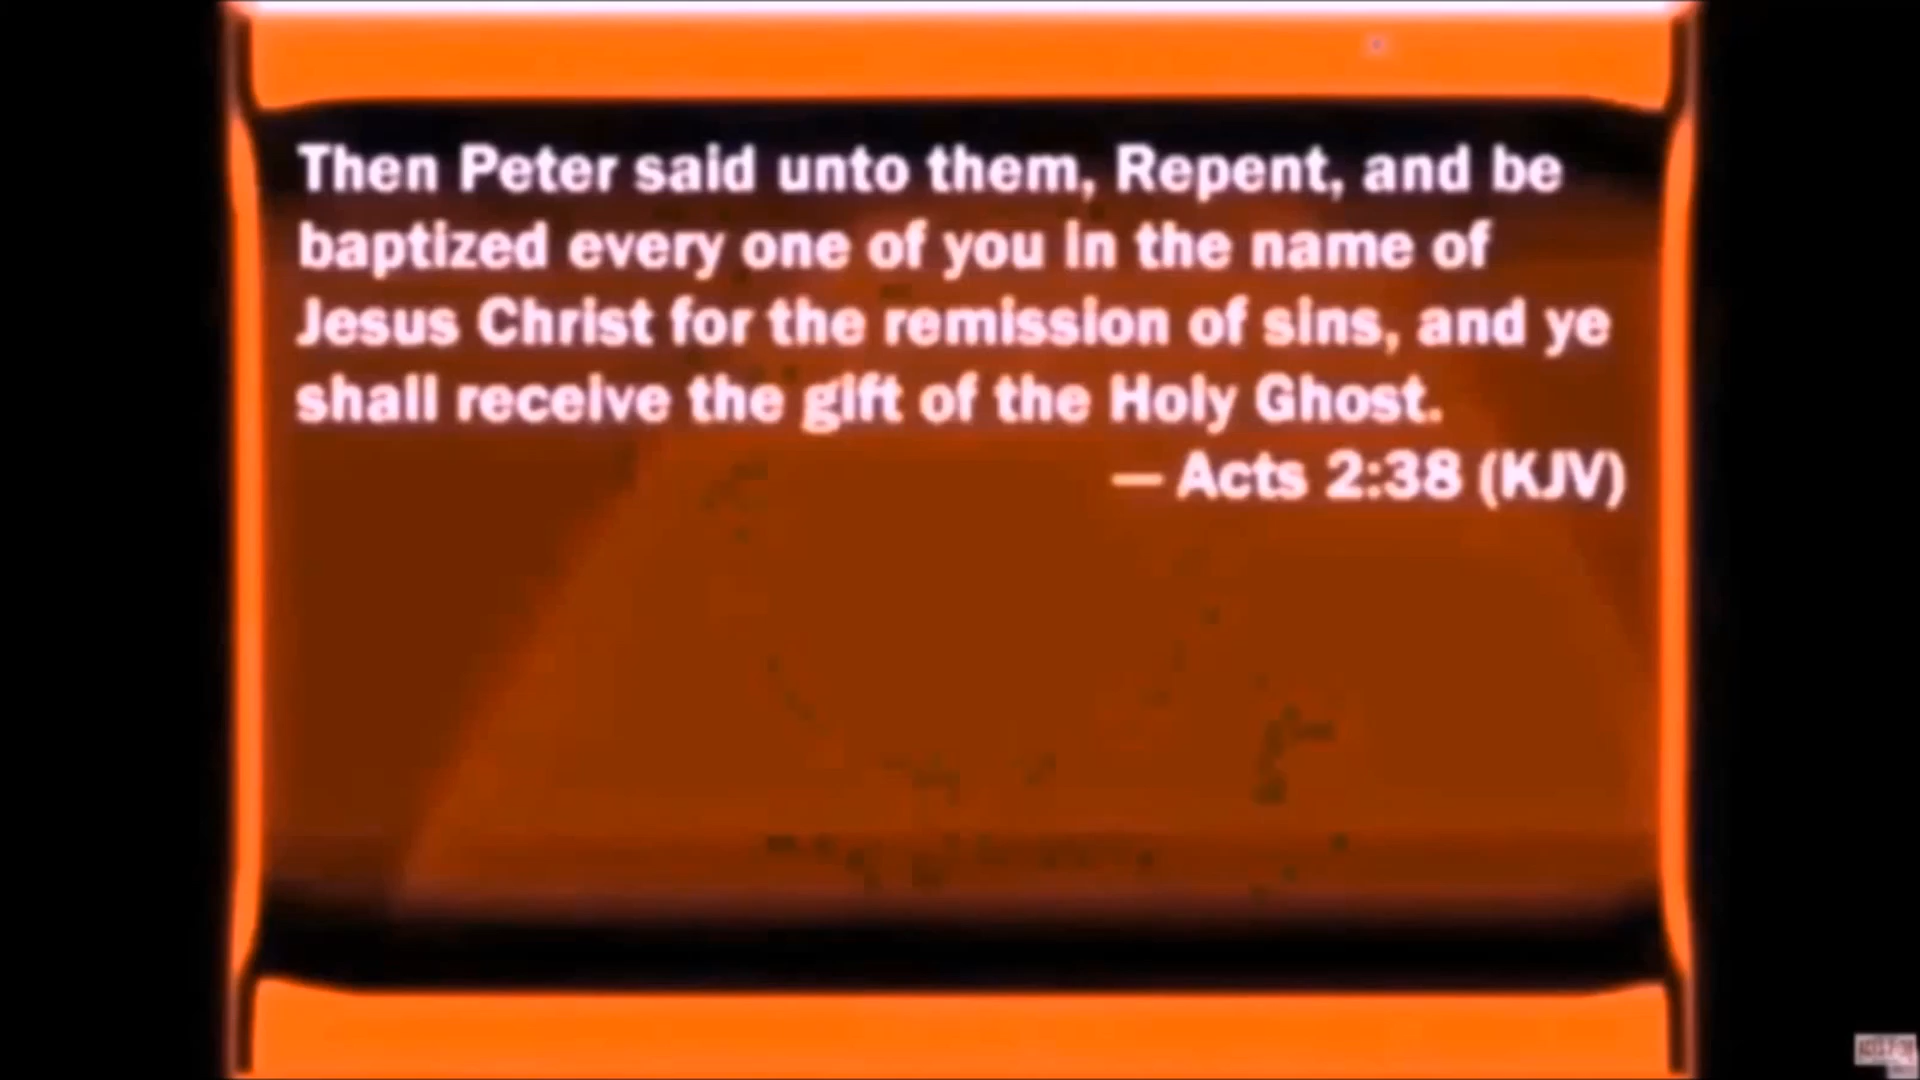 Then Peter said unto them, Repent, and be
baptized every one of you in the name of
Jesus Christ for the remission of sins, and ye
shall receive the gift of the Holy Ghost.
— Acts 2:38 (KJV)